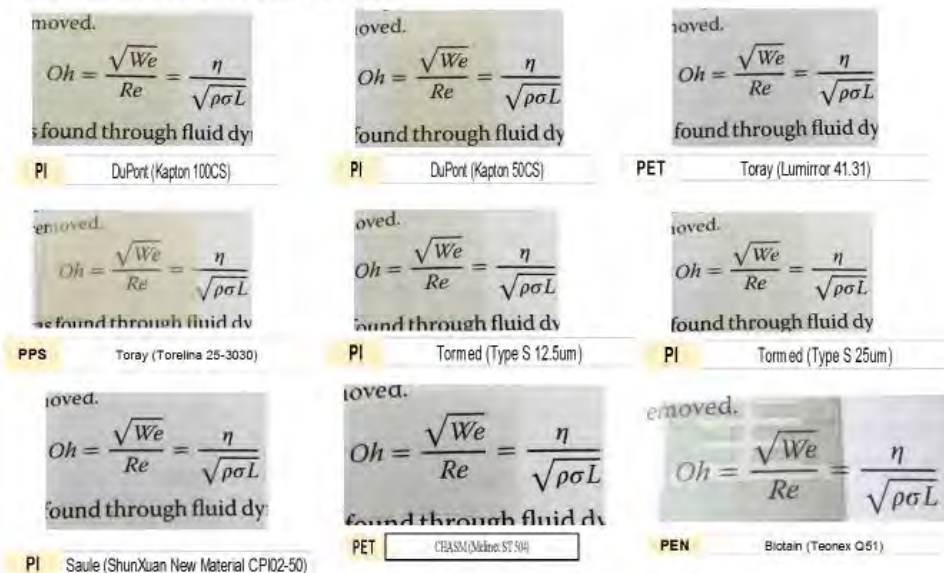 moved.
Oh = √We / Re = η / √ρσL
s found through fluid dy
PI DuPont (Kapton 100CS)
oved.
Oh = √We / Re = η / √ρσL
found through fluid dy
PI DuPont (Kapton 50CS)
noved.
Oh = √We / Re = η / √ρσL
found through fluid dy
PET Toray (Lumirror 41.31)
emoved.
Oh = √We / Re = η / √ρσL
as found through fluid dy
PPS Toray (Torelina 25-3030)
oved.
Oh = √We / Re = η / √ρσL
found through fluid dy
PI Tormed (Type S 12.5um)
noved.
Oh = √We / Re = η / √ρσL
found through fluid dy
PI Tormed (Type S 25um)
oved.
Oh = √We / Re = η / √ρσL
found through fluid dy
PI Saule (ShunXuan New Material CPI02-50)
oved.
Oh = √We / Re = η / √ρσL
found through fluid dy
PET CHASM (Melinex ST 504)
emoved.
Oh = √We / Re = η / √ρσL
PEN Biotain (Teonex Q51)